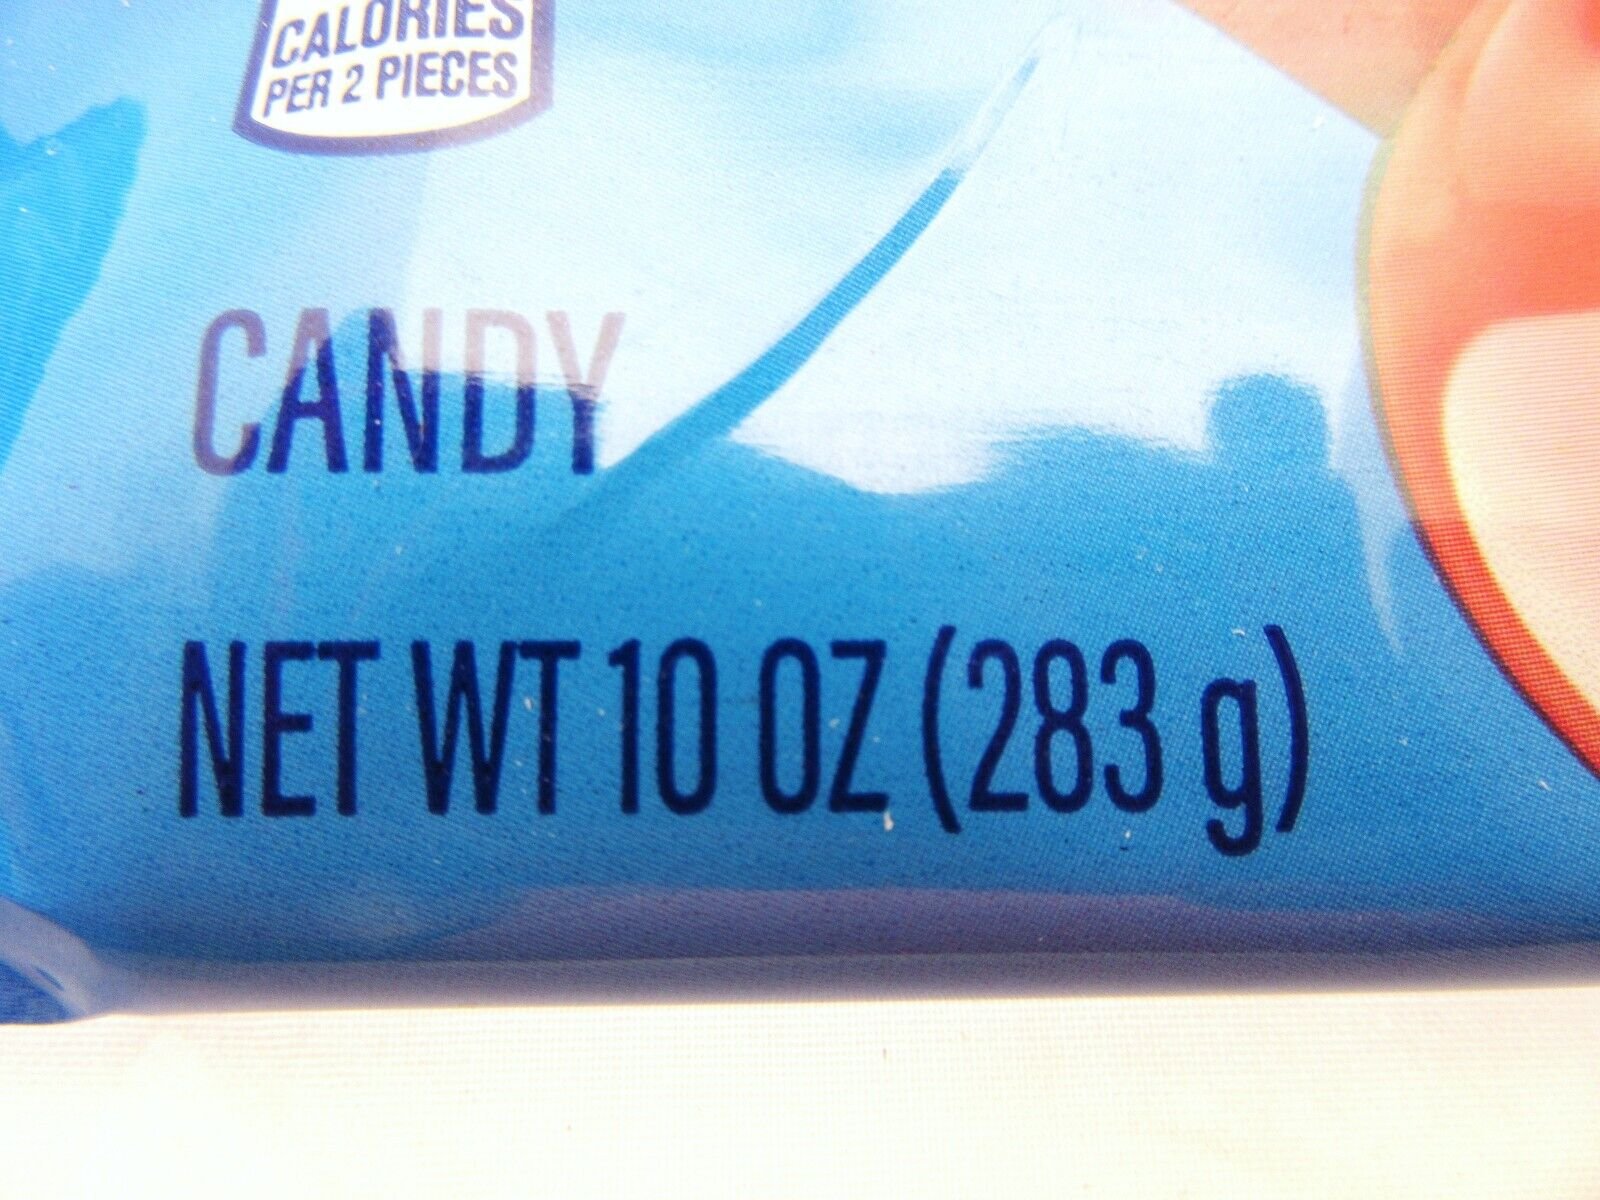 CALORIES
PER 2 PIECES
CANDY
NET WT 10 OZ (283 g)